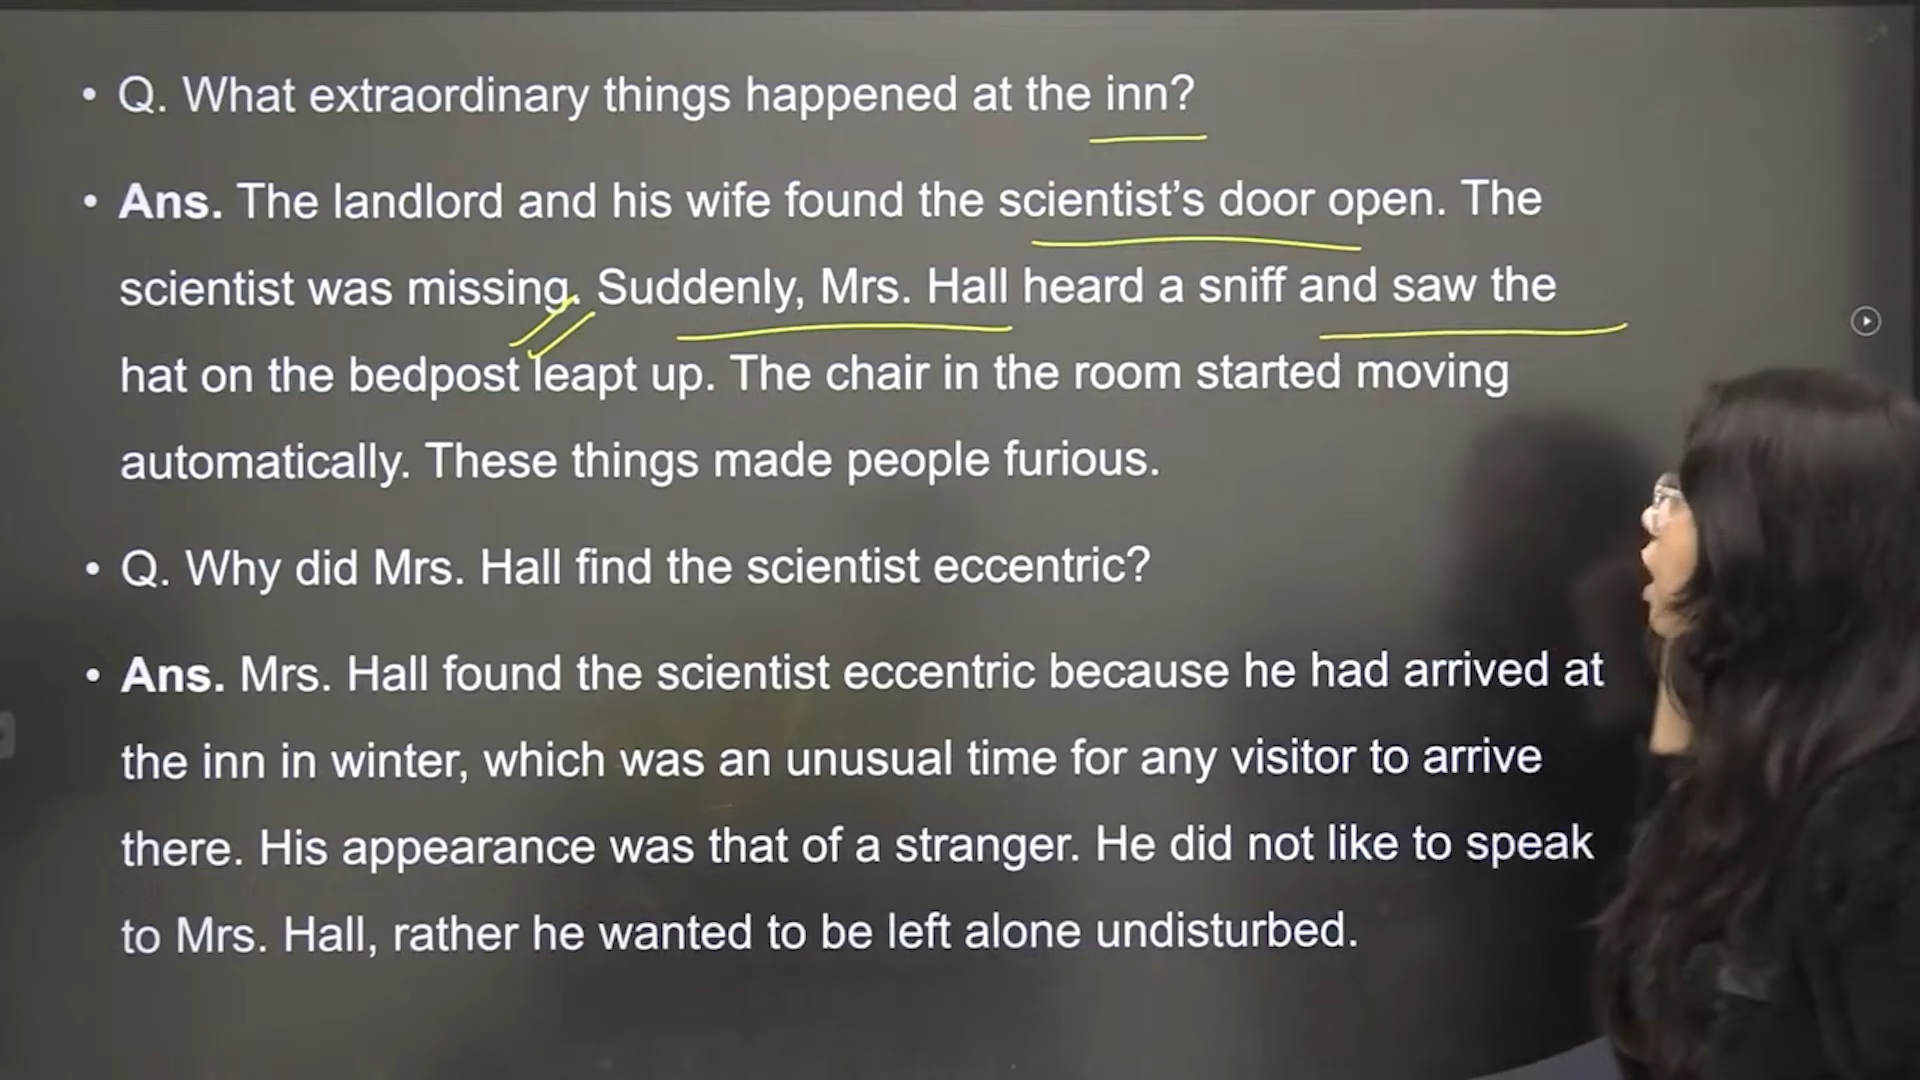 • Q. What extraordinary things happened at the inn?
• Ans. The landlord and his wife found the scientist's door open. The
scientist was missing. Suddenly, Mrs. Hall heard a sniff and saw the
hat on the bedpost leapt up. The chair in the room started moving
automatically. These things made people furious.
• Q. Why did Mrs. Hall find the scientist eccentric?
• Ans. Mrs. Hall found the scientist eccentric because he had arrived at
the inn in winter, which was an unusual time for any visitor to arrive
there. His appearance was that of a stranger. He did not like to speak
to Mrs. Hall, rather he wanted to be left alone undisturbed.